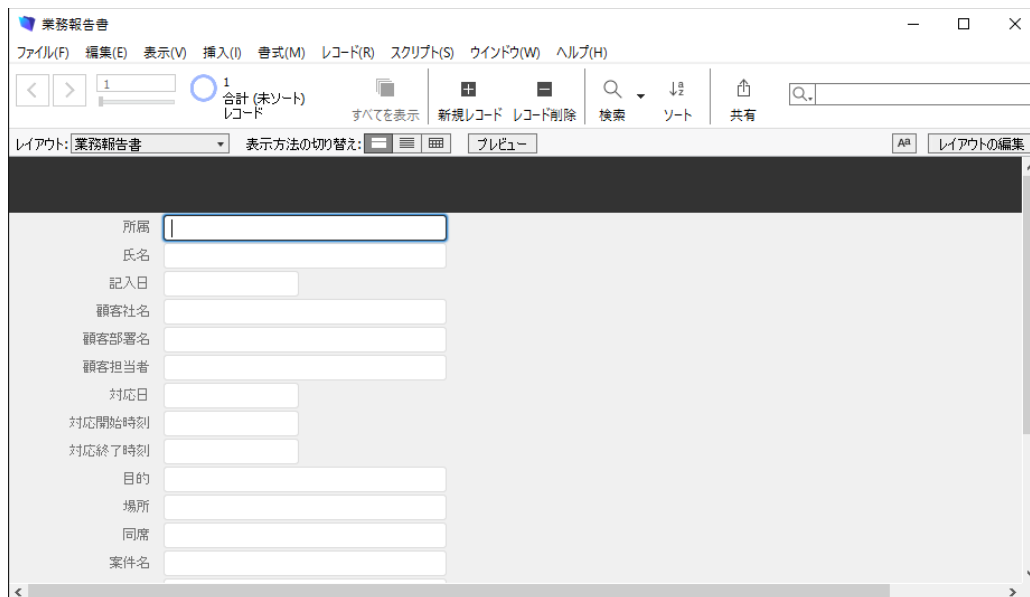 業務報告書
ファイル(F) 編集(E) 表示(V) 挿入(I) 書式(M) レコード(R) スクリプト(S) ウインドウ(W) ヘルプ(H)
1
1
合計 (未ソート)
レコード
すべてを表示 新規レコード レコード削除 検索 ソート 共有
レイアウト: 業務報告書 表示方法の切り替え: プレビュー Aa レイアウトの編集
所属
氏名
記入日
顧客社名
顧客部署名
顧客担当者
対応日
対応開始時刻
対応終了時刻
目的
場所
同席
案件名